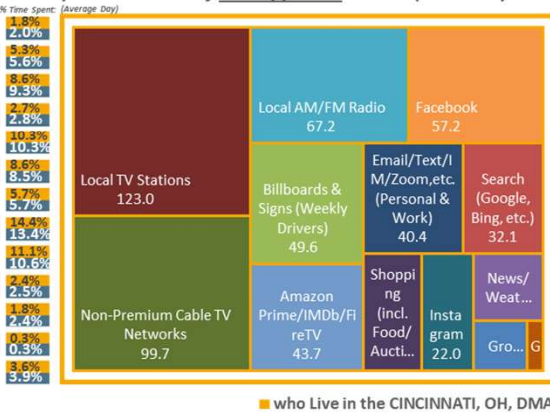 % Time Spent: (Average Day)
1.8%
2.0%
5.3%
5.6%
8.6%
9.3%
2.7%
2.8%
10.3%
10.3%
8.6%
8.5%
5.7%
5.7%
14.4%
13.4%
11.1%
10.6%
2.4%
2.5%
1.8%
2.4%
0.3%
0.3%
3.6%
3.9%
Local TV Stations
123.0
Non-Premium Cable TV
Networks
99.7
Local AM/FM Radio
67.2
Facebook
57.2
Billboards &
Signs (Weekly
Drivers)
49.6
Email/Text/I
M/Zoom,etc.
(Personal &
Work)
40.4
Search
(Google,
Bing, etc.)
32.1
Amazon
Prime/IMDb/Fi
reTV
43.7
Shoppi
ng
(incl.
Food/
Aucti...
Insta
gram
22.0
News/
Weat...
Gro...
G
who Live in the CINCINNATI, OH, DMA